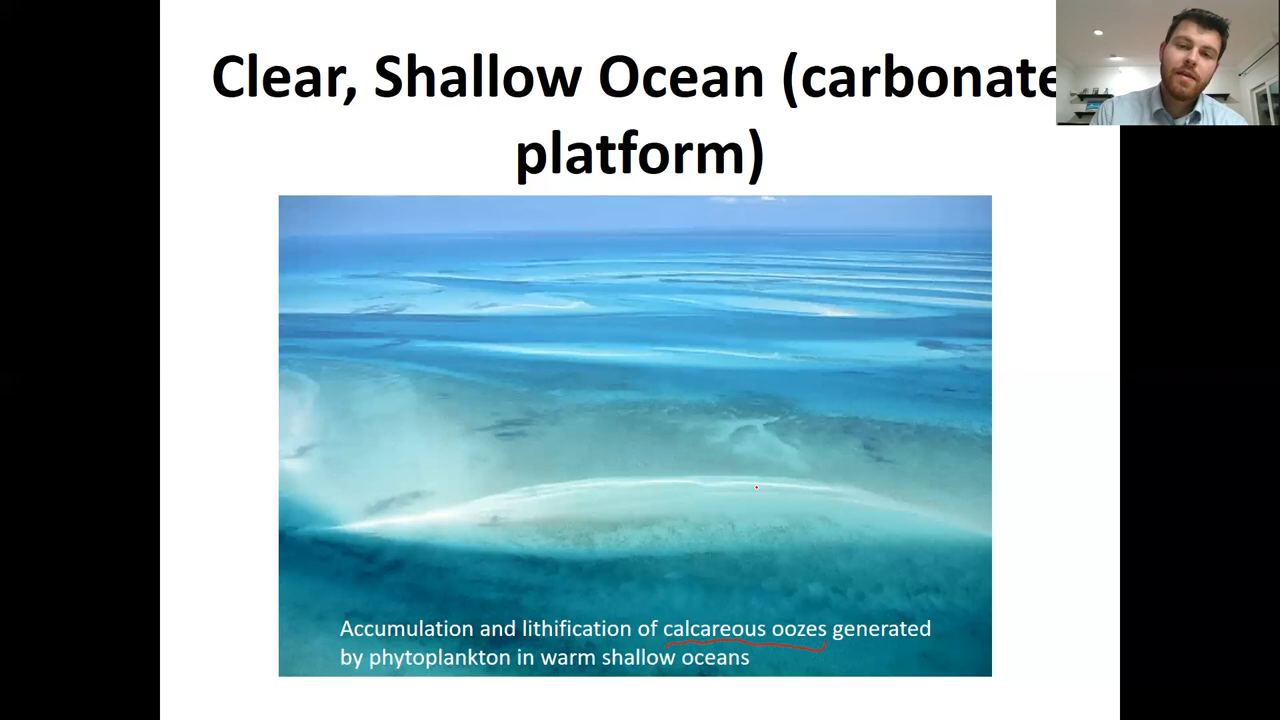 Clear, Shallow Ocean (carbonate
platform)
Accumulation and lithification of calcareous oozes generated
by phytoplankton in warm shallow oceans